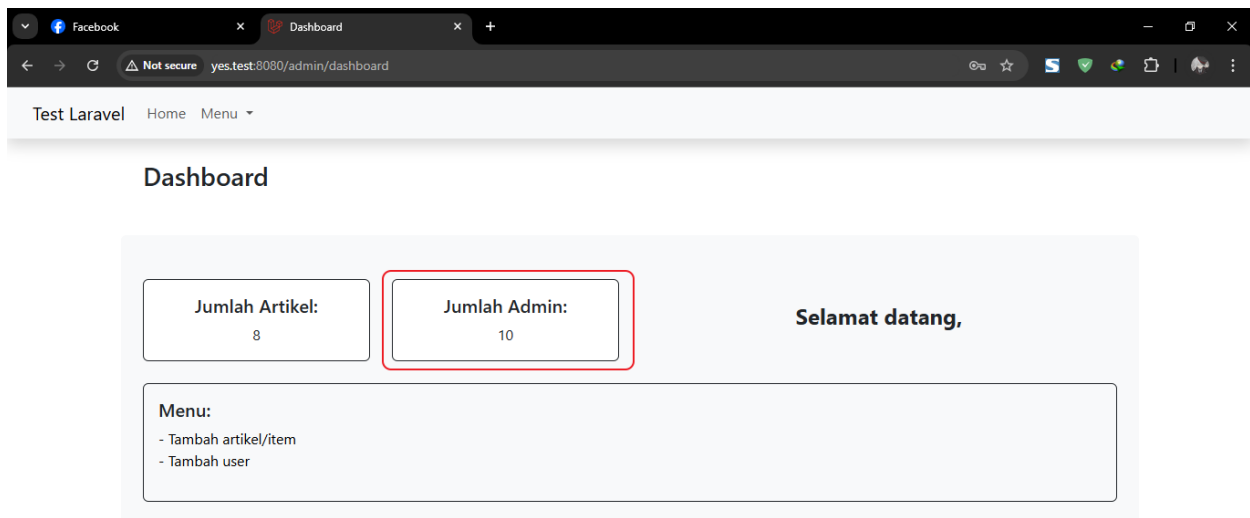 Facebook
Dashboard
Not secure yes.test:8080/admin/dashboard
Test Laravel Home Menu
Dashboard
Jumlah Artikel:
8
Jumlah Admin:
10
Selamat datang,
Menu:
- Tambah artikel/item
- Tambah user